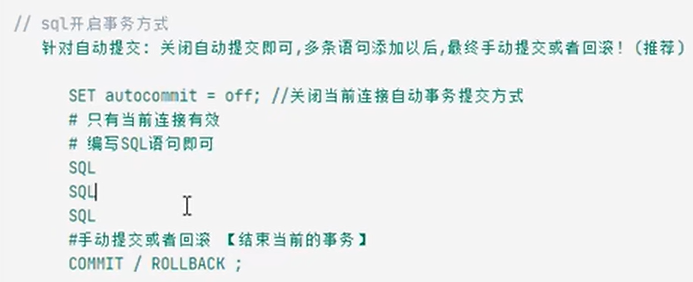 // sql开启事务方式
针对自动提交: 关闭自动提交即可,多条语句添加以后,最终手动提交或者回滚! (推荐)
SET autocommit = off; //关闭当前连接自动事务提交方式
# 只有当前连接有效
# 编写SQL语句即可
SQL
SQL
SQL
#手动提交或者回滚 【结束当前的事务】
COMMIT / ROLLBACK ;